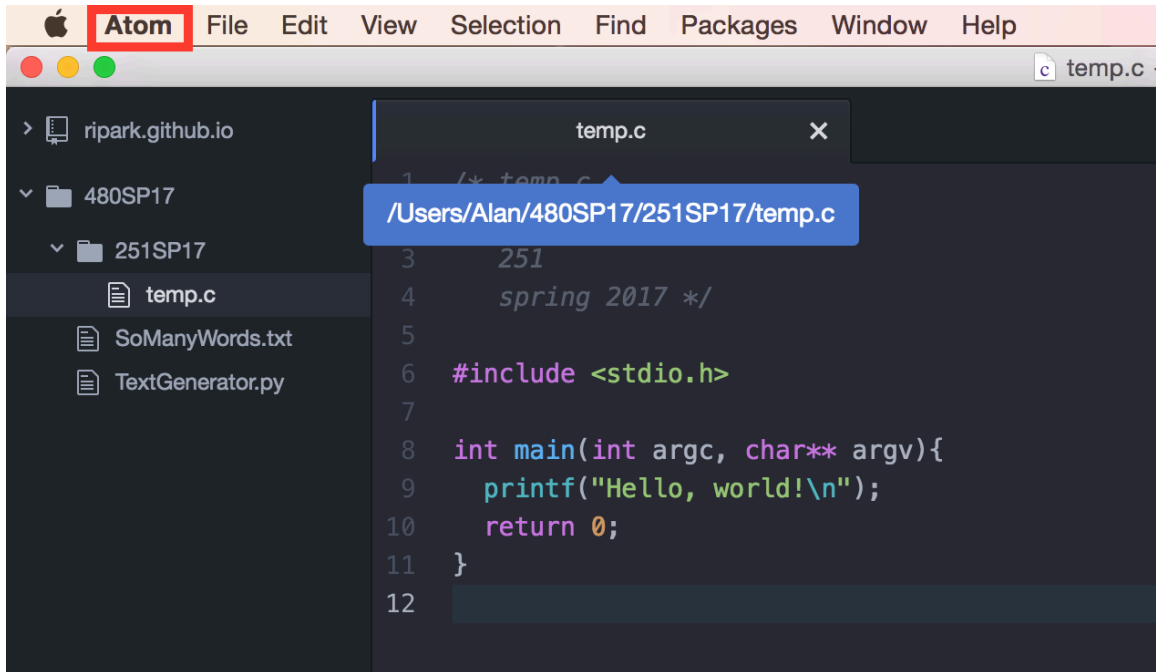 Atom File Edit View Selection Find Packages Window Help
c temp.c
ripark.github.io
480SP17
251SP17
temp.c
SoManyWords.txt
TextGenerator.py
temp.c
/Users/Alan/480SP17/251SP17/temp.c
1 /* temp.c
3 251
4 spring 2017 */
5
6 #include <stdio.h>
7
8 int main(int argc, char** argv){
9 printf("Hello, world!\n");
10 return 0;
11 }
12